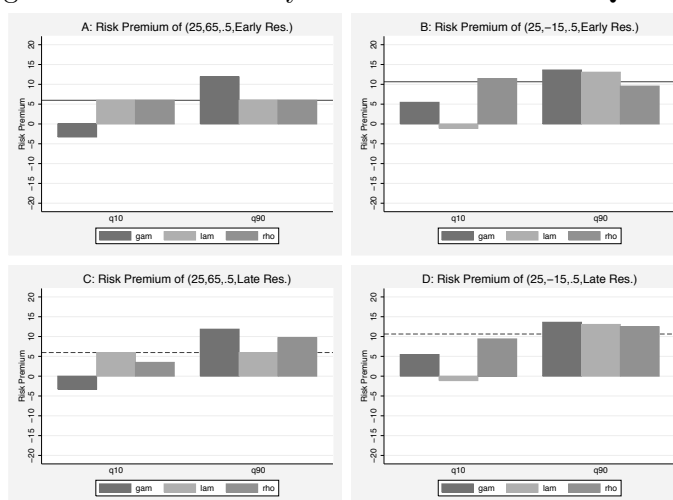 A: Risk Premium of (25,65,.5,Early Res.)
Risk Premium
20
15
10
5
0
−5
−10
−15
−20
q10 q90
gam lam rho
B: Risk Premium of (25,−15,.5,Early Res.)
Risk Premium
20
15
10
5
0
−5
−10
−15
−20
q10 q90
gam lam rho
C: Risk Premium of (25,65,.5,Late Res.)
Risk Premium
20
15
10
5
0
−5
−10
−15
−20
q10 q90
gam lam rho
D: Risk Premium of (25,−15,.5,Late Res.)
Risk Premium
20
15
10
5
0
−5
−10
−15
−20
q10 q90
gam lam rho